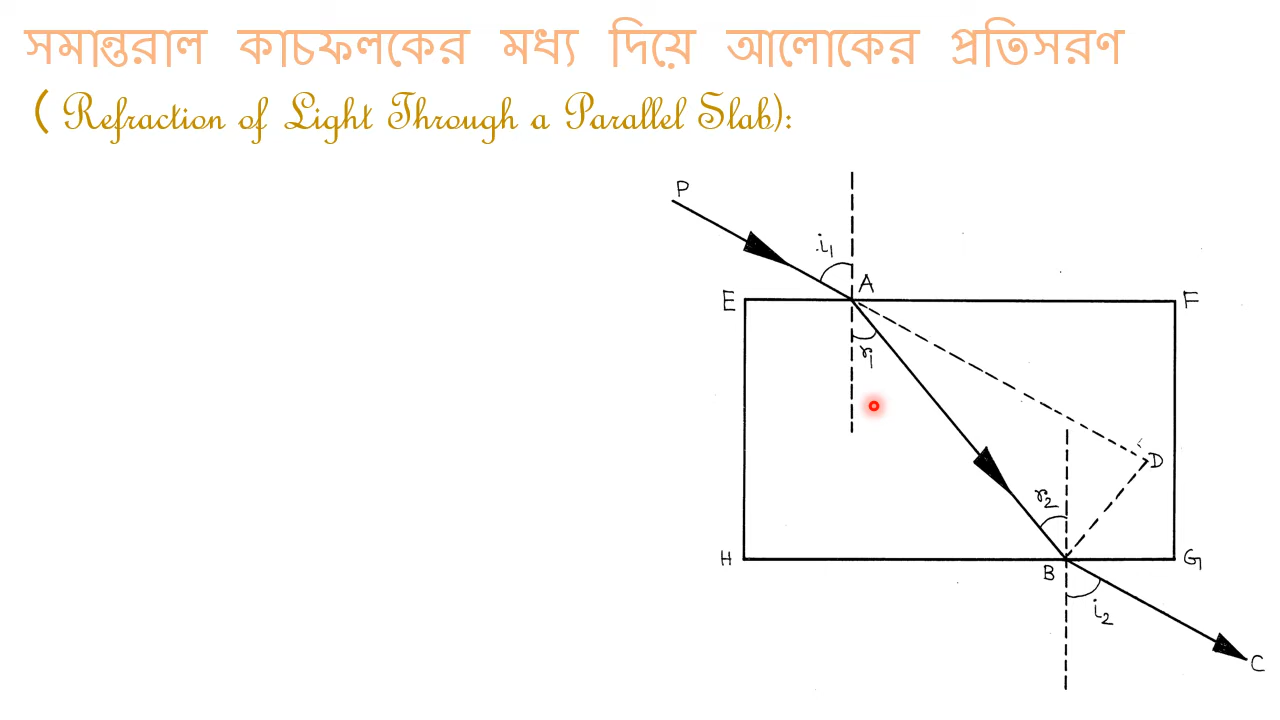 সমান্তরাল কাচফলকের মধ্য দিয়ে আলোকের প্রতিসরণ
( Refraction of Light Through a Parallel Slab):
P
i₁
A
E
F
r₁
D
r₂
H
B
G
i₂
C